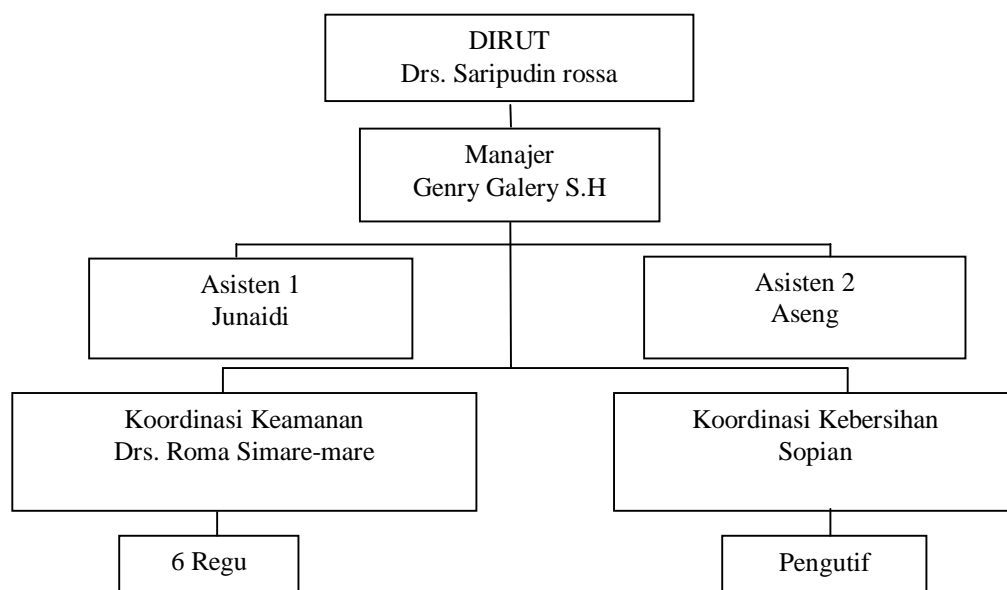 DIRUT
Drs. Saripudin rossa
Manajer
Genry Galery S.H
Asisten 1
Junaidi
Asisten 2
Aseng
Koordinasi Keamanan
Drs. Roma Simare-mare
Koordinasi Kebersihan
Sopian
6 Regu
Pengutif